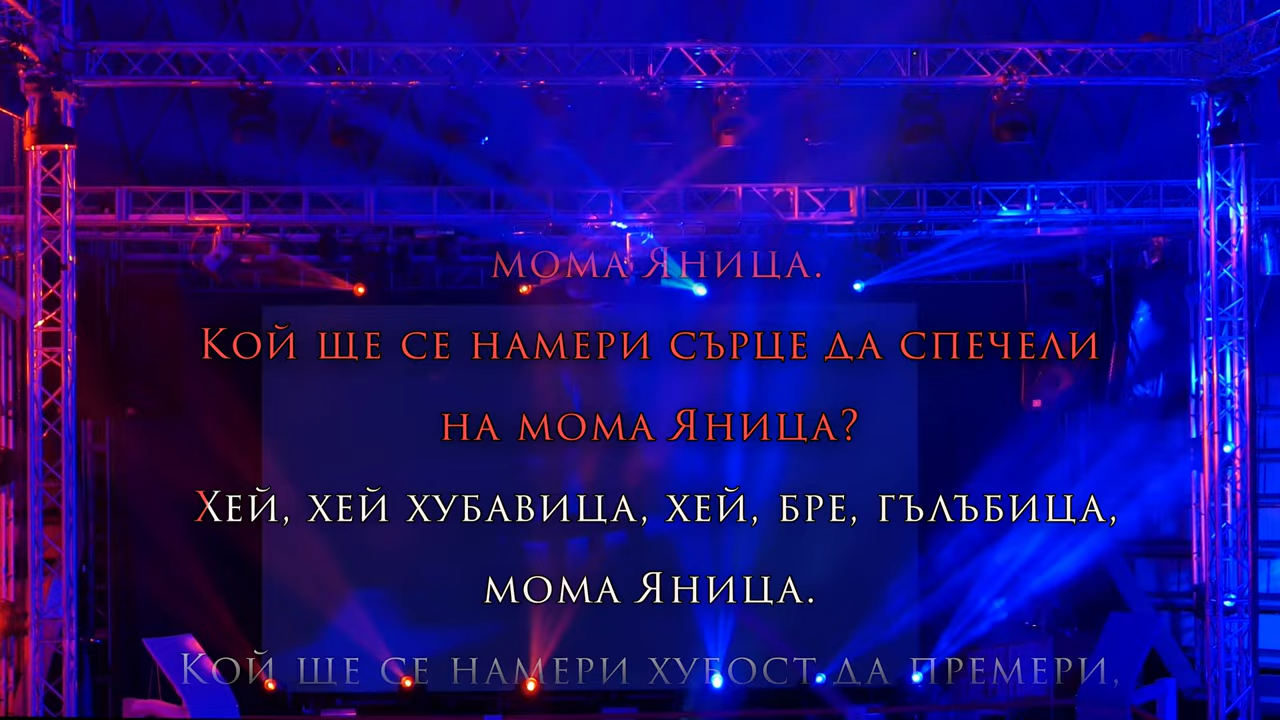 мома Яница.
Кой ще се намери сърце да спечели
на мома Яница?
Хей, хей хубавица, хей, бре, гълъбица,
мома Яница.
Кой ще се намери хубост да премери,